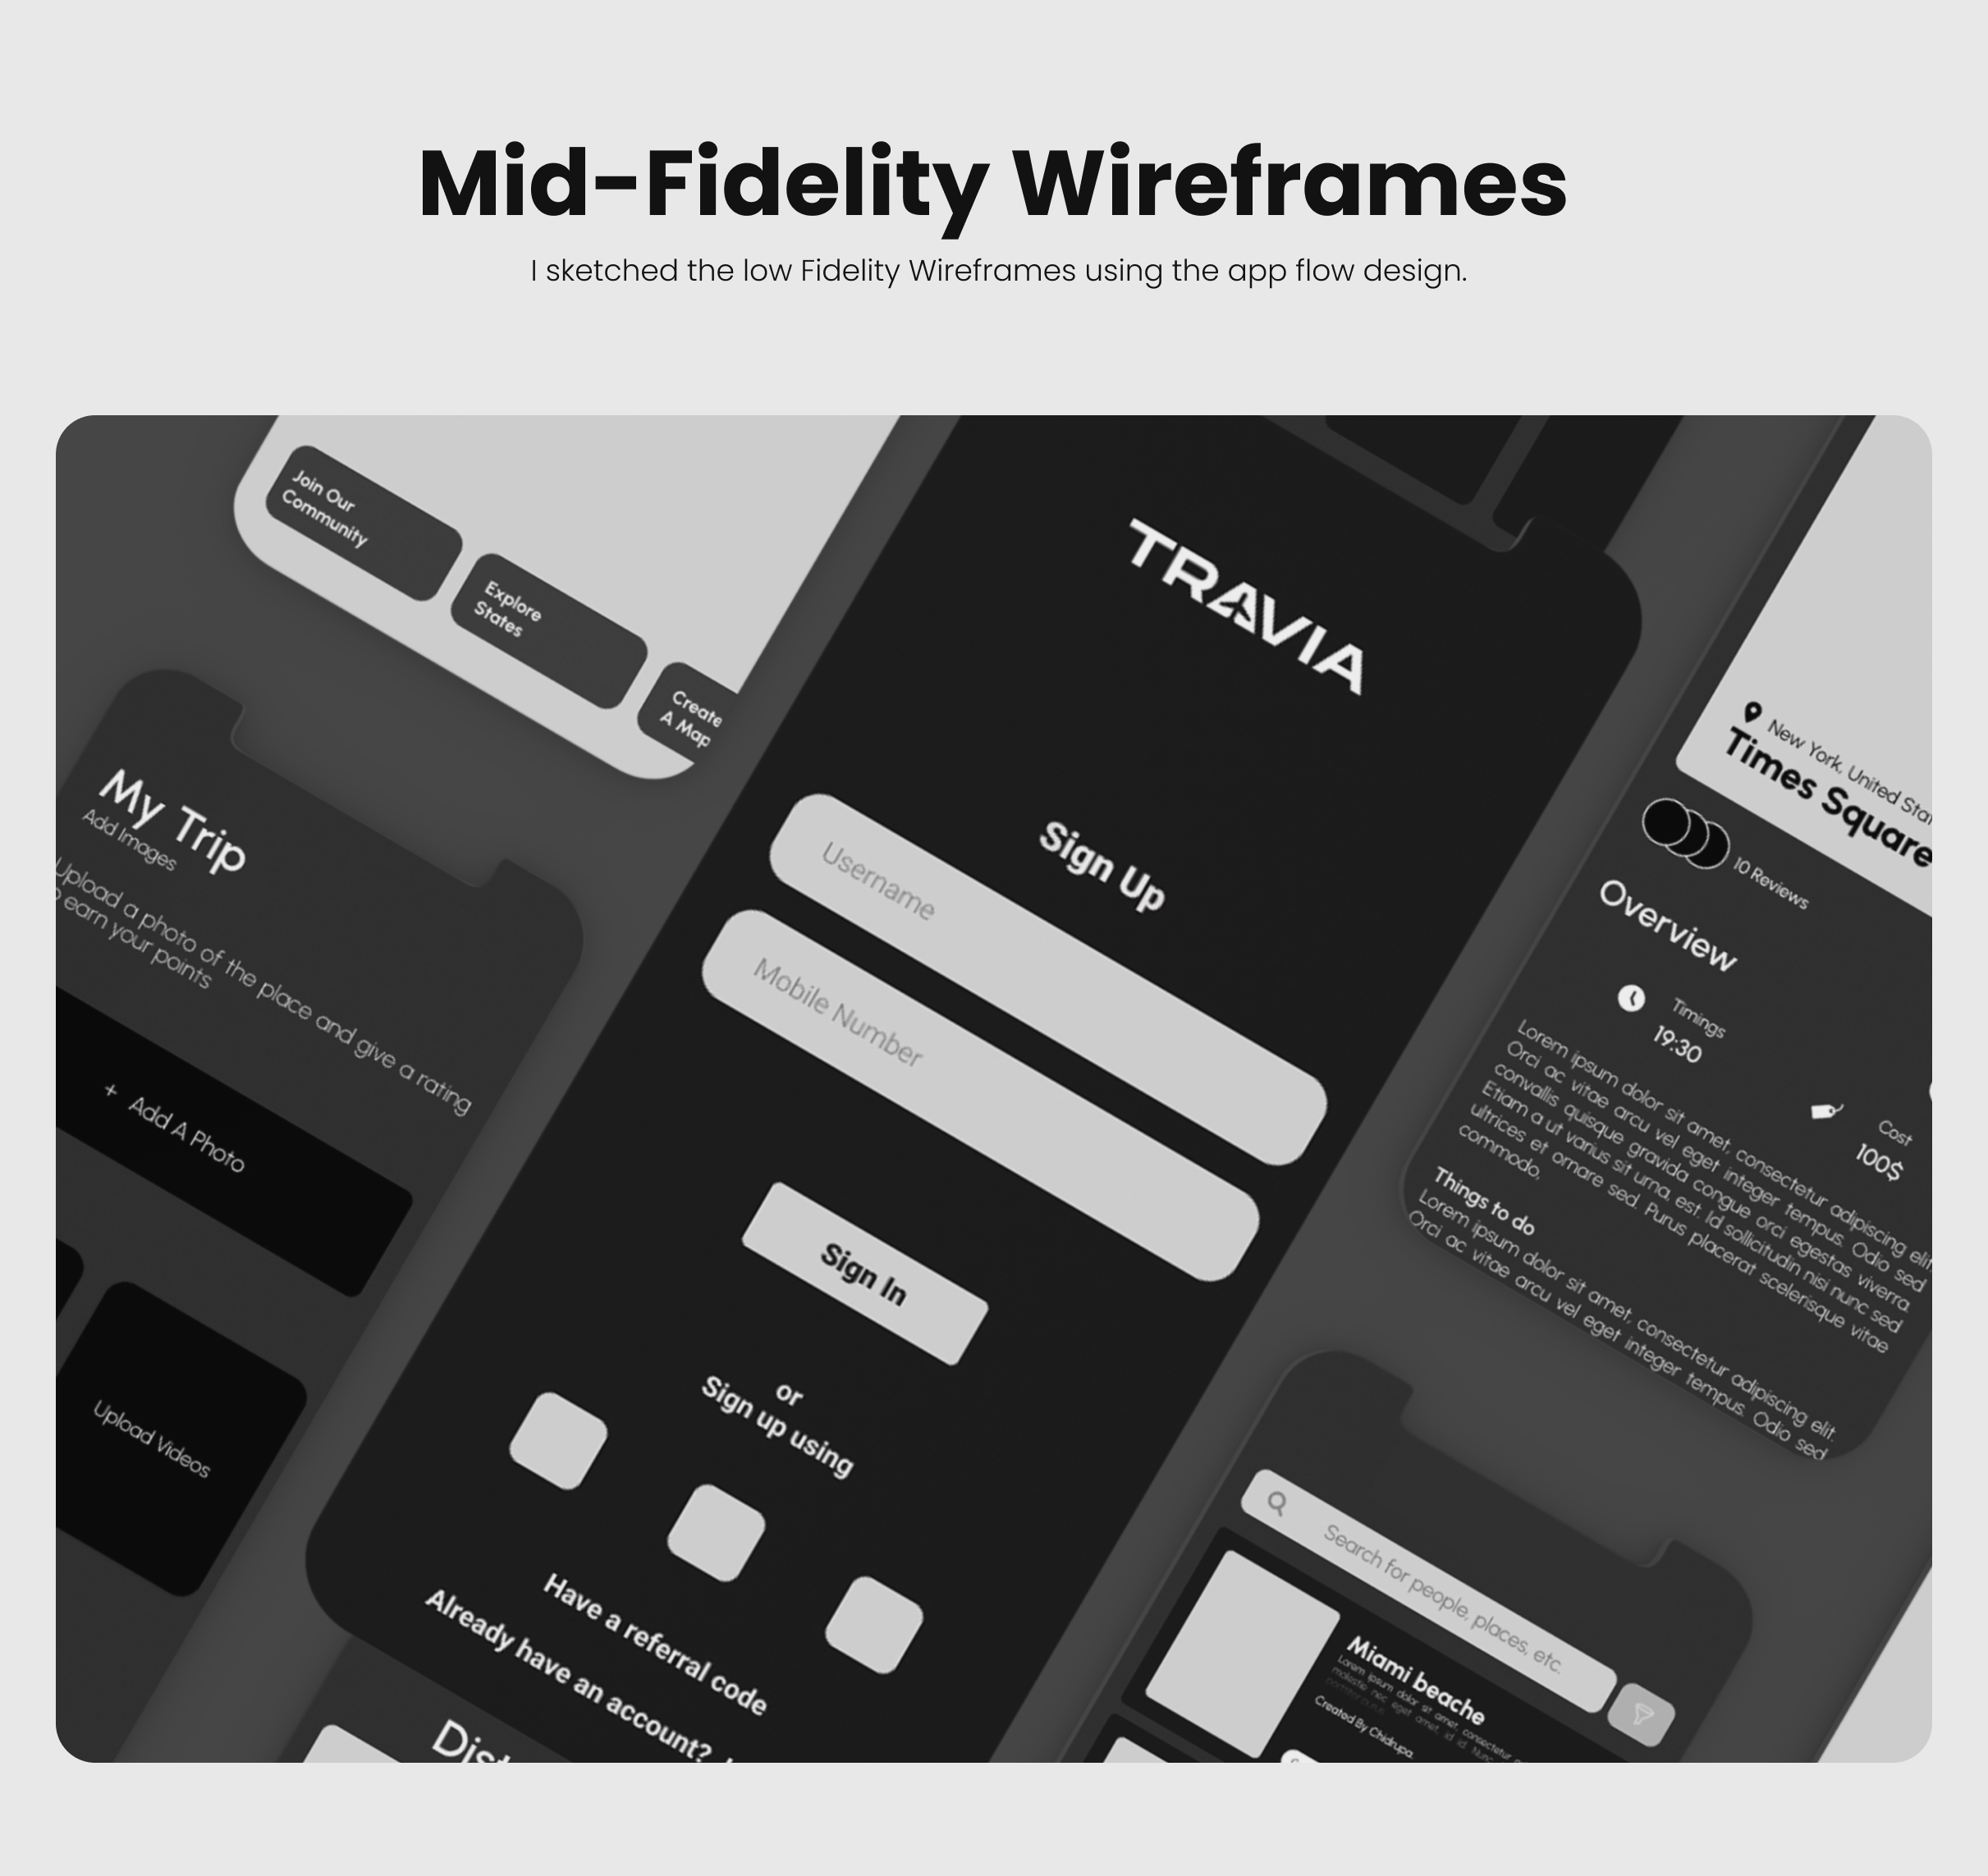 Mid-Fidelity Wireframes
I sketched the low Fidelity Wireframes using the app flow design.
Join Our
Community
Explore
States
Create
A Map
My Trip
Add Images
Upload a photo of the place and give a rating
earn your points
+ Add A Photo
Upload Videos
TRAVIA
Sign Up
Username
Mobile Number
Sign In
or
Sign up using
Have a referral code
Already have an account?
New York, United
Times Square
10 Reviews
Overview
Timings
19:30
Cost
100$
Lorem ipsum dolor sit amet, consectetur adipiscing elit.
Orci ac vitae arcu vel eget integer tempus. Odio sed
convallis quisque gravida congue orci egestas viverra.
Etiam a ut varius sit urna, est. Id sollicitudin nisi nunc sed
ultrices et ornare sed. Purus placerat scelerisque vitae
commodo,
Things to do
Lorem ipsum dolor sit amet, consectetur adipiscing elit.
Orci ac vitae arcu vel eget integer tempus. Odio sed
Search for people, places, etc.
Miami beache
Lorem ipsum dolor sit amet, consectetur
molestie nec eget amet, id id. Nunc
Created By Chidrupa.